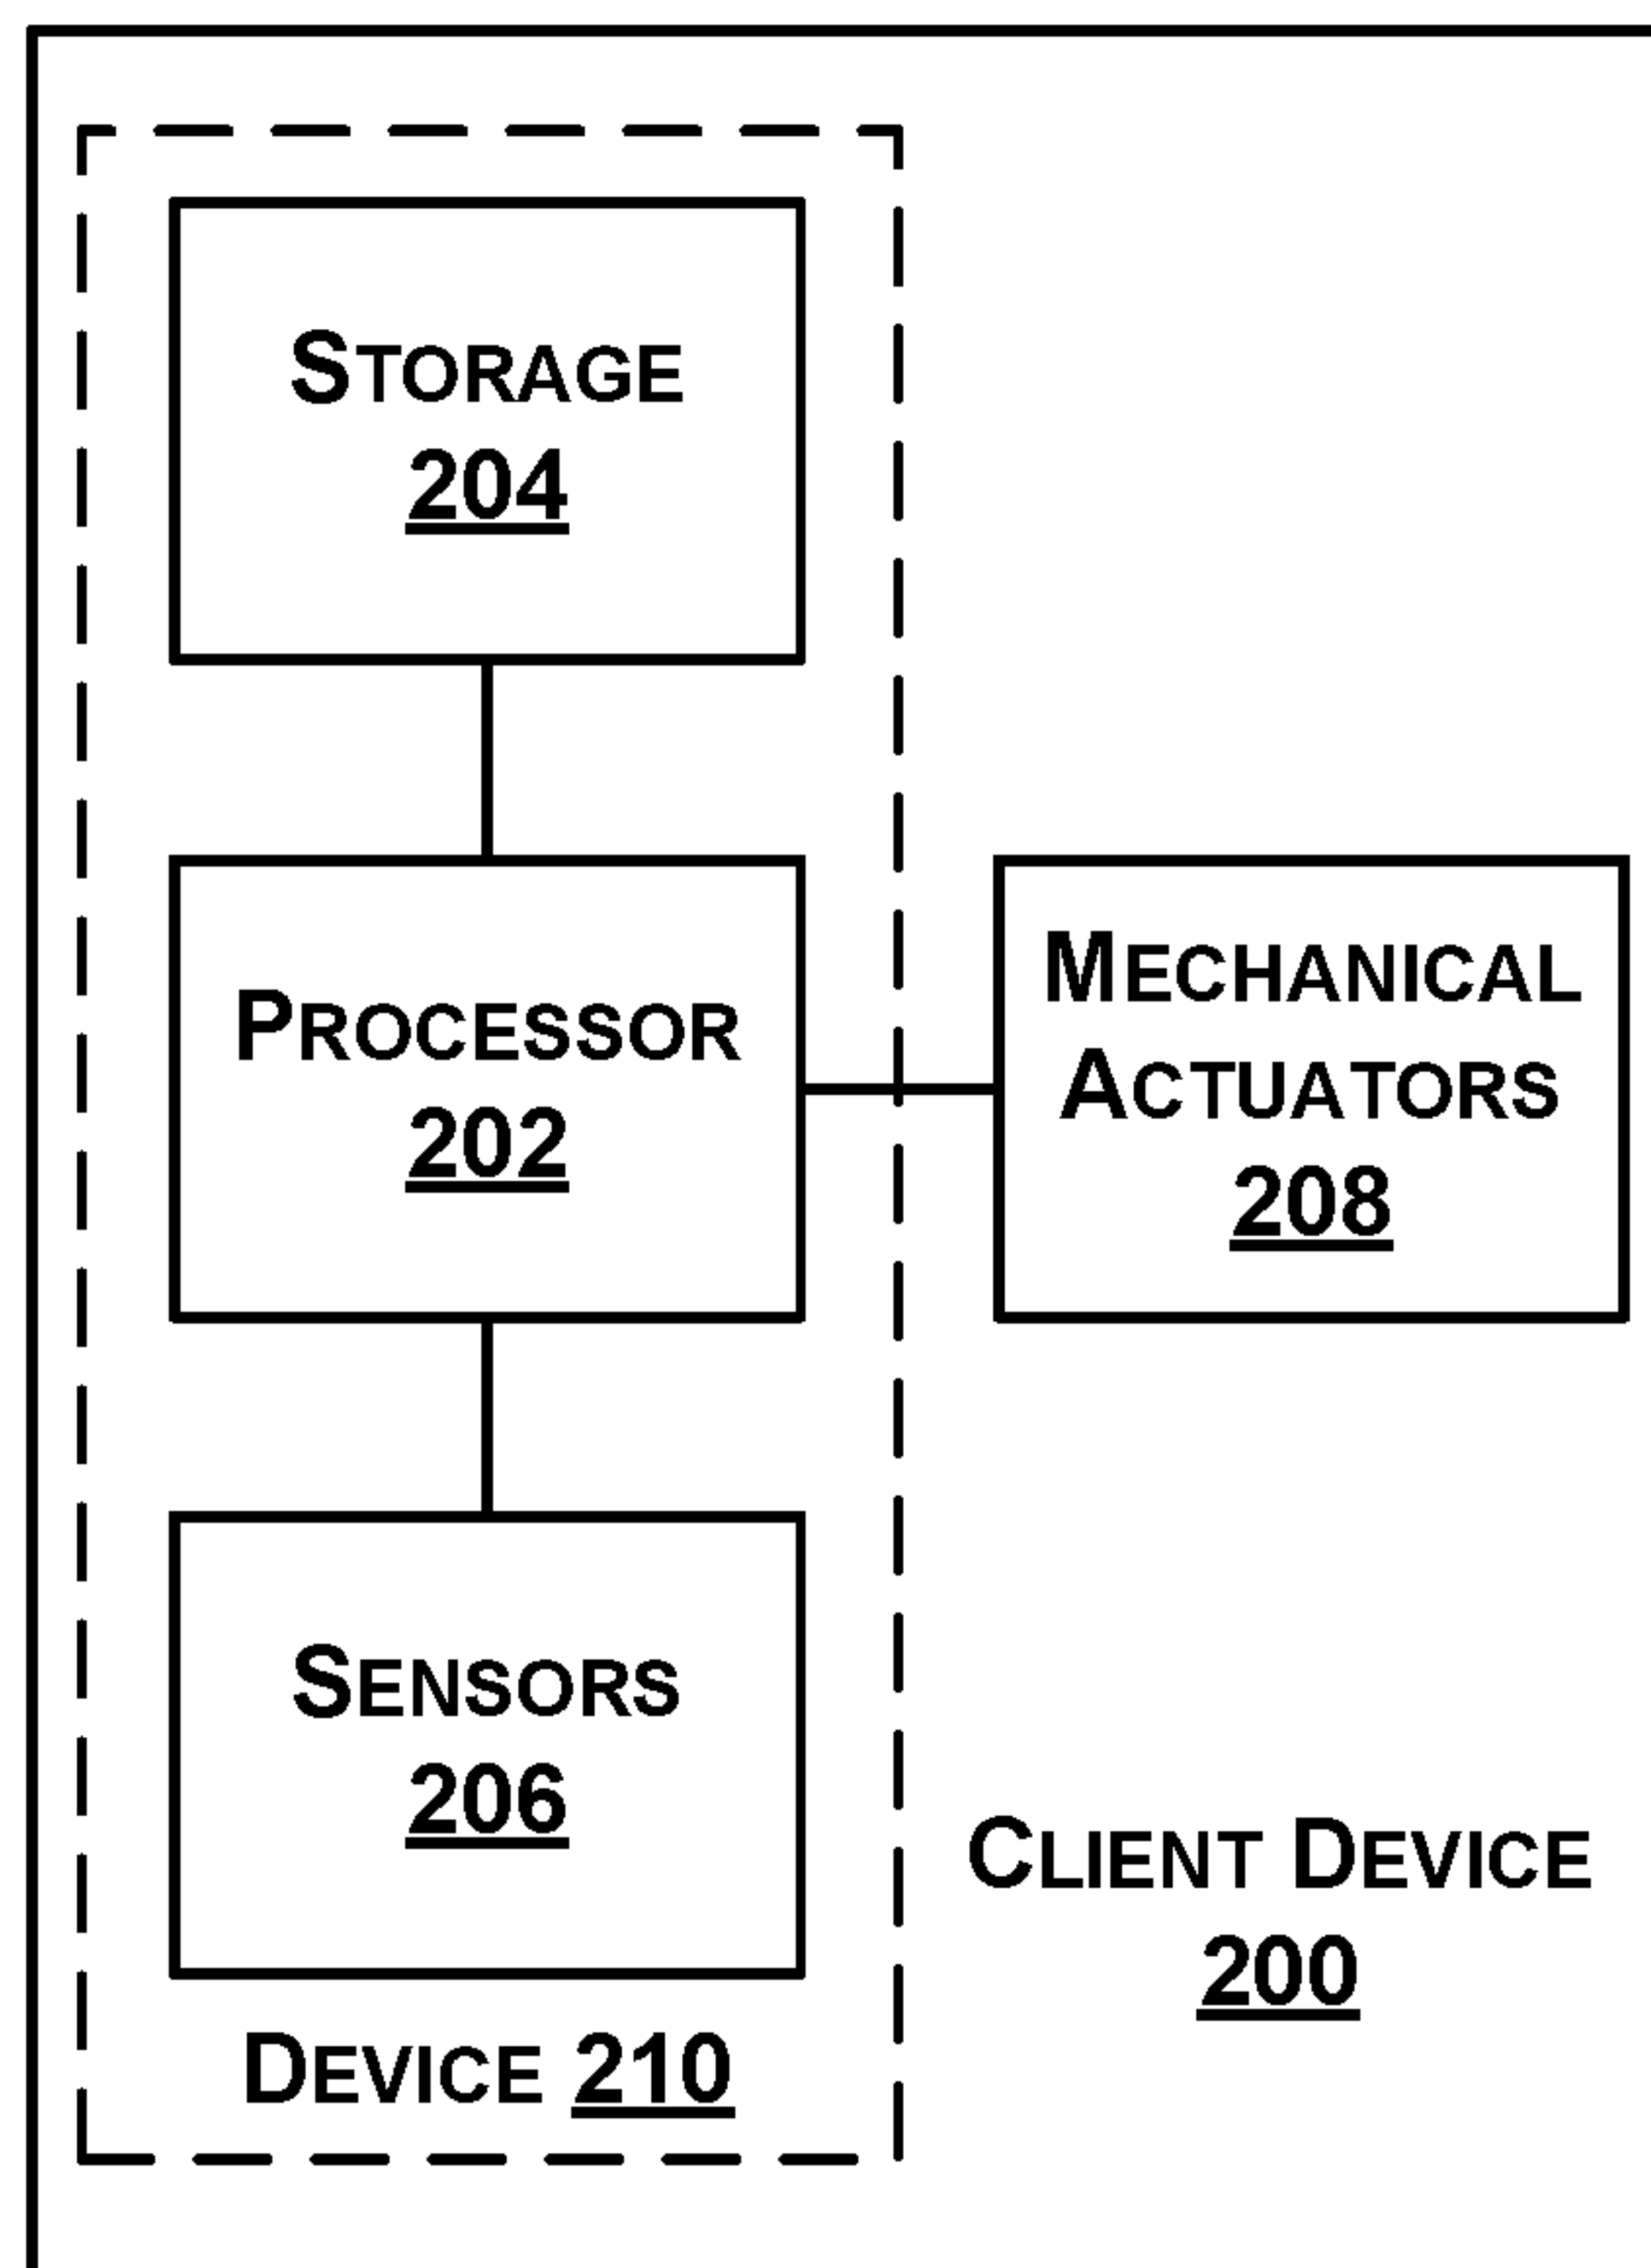 STORAGE
204
PROCESSOR
202
MECHANICAL
ACTUATORS
208
SENSORS
206
DEVICE 210
CLIENT DEVICE
200